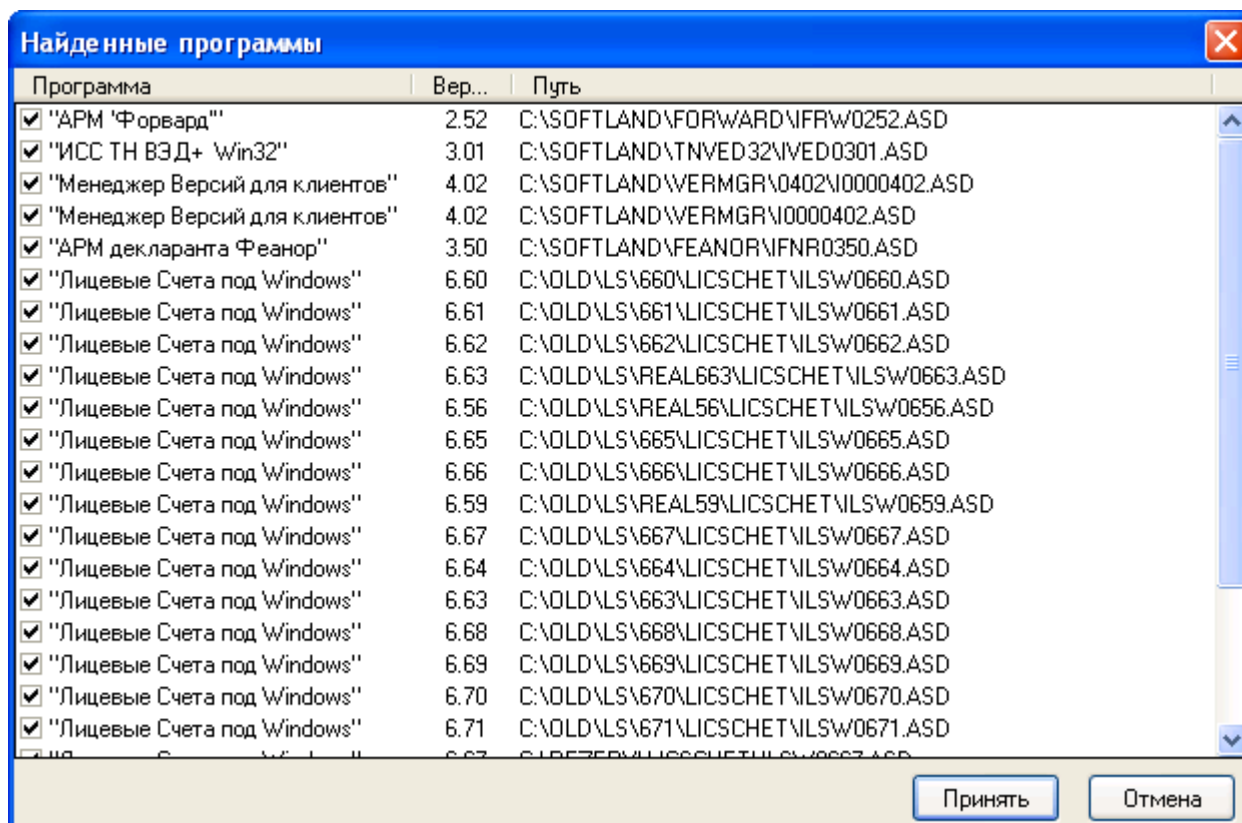 Найденные программы
Программа Вер... Путь
"АРМ 'Форвард'" 2.52 C:\SOFTLAND\FORWARD\IFRW0252.ASD
"ИСС ТН ВЭД+ Win32" 3.01 C:\SOFTLAND\TNVED32\IVED0301.ASD
"Менеджер Версий для клиентов" 4.02 C:\SOFTLAND\VERMGR\0402\I0000402.ASD
"Менеджер Версий для клиентов" 4.02 C:\SOFTLAND\VERMGR\I0000402.ASD
"АРМ декларанта Феанор" 3.50 C:\SOFTLAND\FEANOR\IFNR0350.ASD
"Лицевые Счета под Windows" 6.60 C:\OLD\LS\660\LICSCHET\ILSW0660.ASD
"Лицевые Счета под Windows" 6.61 C:\OLD\LS\661\LICSCHET\ILSW0661.ASD
"Лицевые Счета под Windows" 6.62 C:\OLD\LS\662\LICSCHET\ILSW0662.ASD
"Лицевые Счета под Windows" 6.63 C:\OLD\LS\REAL663\LICSCHET\ILSW0663.ASD
"Лицевые Счета под Windows" 6.56 C:\OLD\LS\REAL56\LICSCHET\ILSW0656.ASD
"Лицевые Счета под Windows" 6.65 C:\OLD\LS\665\LICSCHET\ILSW0665.ASD
"Лицевые Счета под Windows" 6.66 C:\OLD\LS\666\LICSCHET\ILSW0666.ASD
"Лицевые Счета под Windows" 6.59 C:\OLD\LS\REAL59\LICSCHET\ILSW0659.ASD
"Лицевые Счета под Windows" 6.67 C:\OLD\LS\667\LICSCHET\ILSW0667.ASD
"Лицевые Счета под Windows" 6.64 C:\OLD\LS\664\LICSCHET\ILSW0664.ASD
"Лицевые Счета под Windows" 6.63 C:\OLD\LS\663\LICSCHET\ILSW0663.ASD
"Лицевые Счета под Windows" 6.68 C:\OLD\LS\668\LICSCHET\ILSW0668.ASD
"Лицевые Счета под Windows" 6.69 C:\OLD\LS\669\LICSCHET\ILSW0669.ASD
"Лицевые Счета под Windows" 6.70 C:\OLD\LS\670\LICSCHET\ILSW0670.ASD
"Лицевые Счета под Windows" 6.71 C:\OLD\LS\671\LICSCHET\ILSW0671.ASD
Принять Отмена